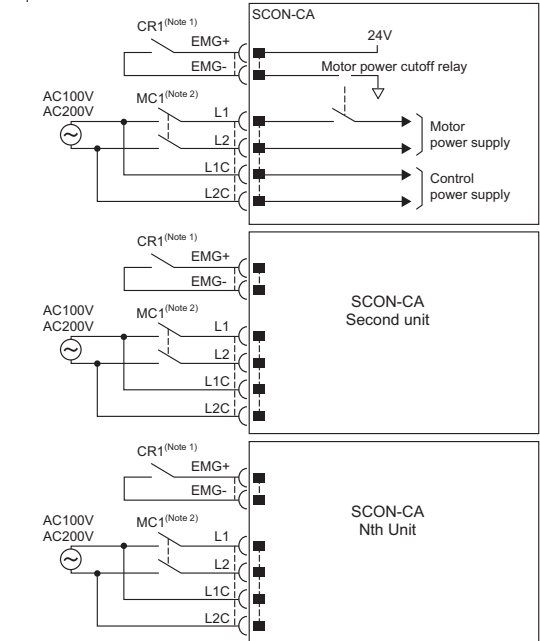 SCON-CA
CR1(Note 1)
EMG+
24V
EMG-
Motor power cutoff relay
AC100V
AC200V
MC1(Note 2)
L1
L2
Motor
power supply
L1C
L2C
Control
power supply
CR1(Note 1)
EMG+
EMG-
SCON-CA
Second unit
AC100V
AC200V
MC1(Note 2)
L1
L2
L1C
L2C
CR1(Note 1)
EMG+
EMG-
SCON-CA
Nth Unit
AC100V
AC200V
MC1(Note 2)
L1
L2
L1C
L2C